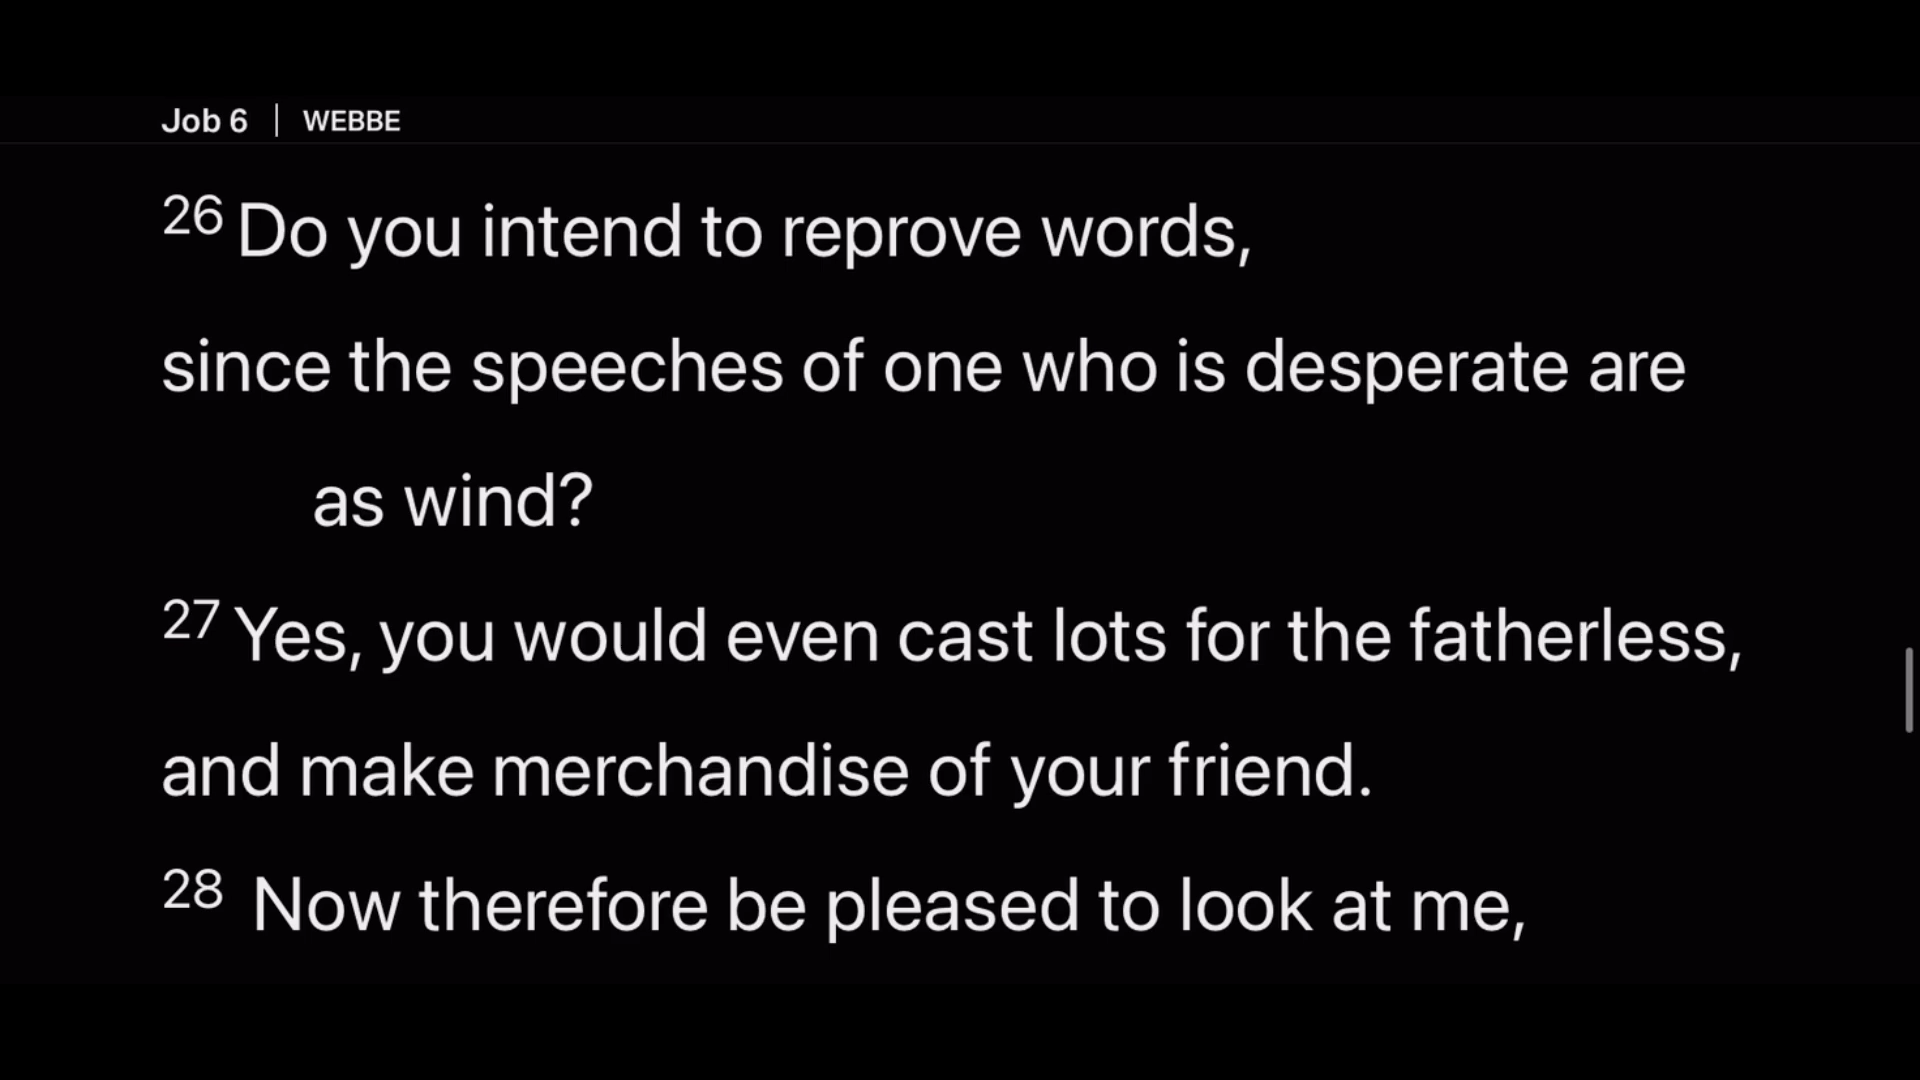 Job 6 | WEBBE
26 Do you intend to reprove words,
since the speeches of one who is desperate are
as wind?
27 Yes, you would even cast lots for the fatherless,
and make merchandise of your friend.
28 Now therefore be pleased to look at me,